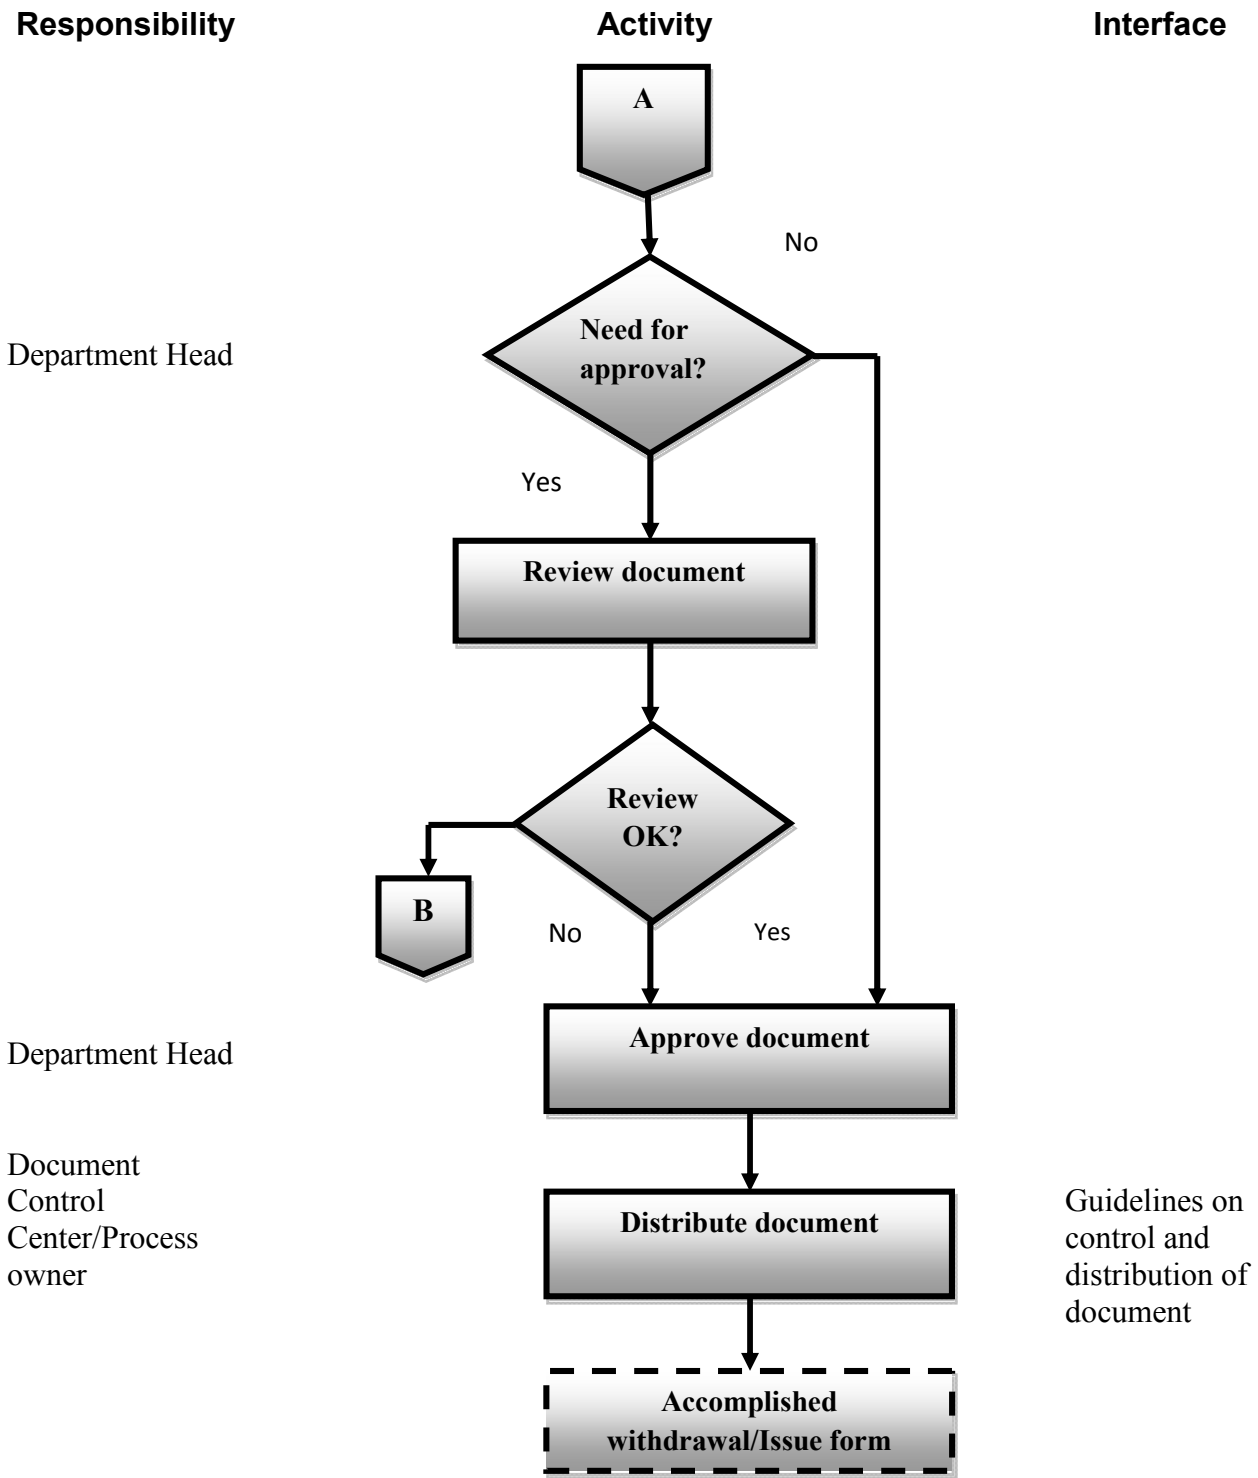 Responsibility
Activity
Interface
A
No
Need for
approval?
Department Head
Yes
Review document
Review
OK?
B
No
Yes
Approve document
Department Head
Document
Control
Center/Process
owner
Distribute document
Guidelines on
control and
distribution of
document
Accomplished
withdrawal/Issue form